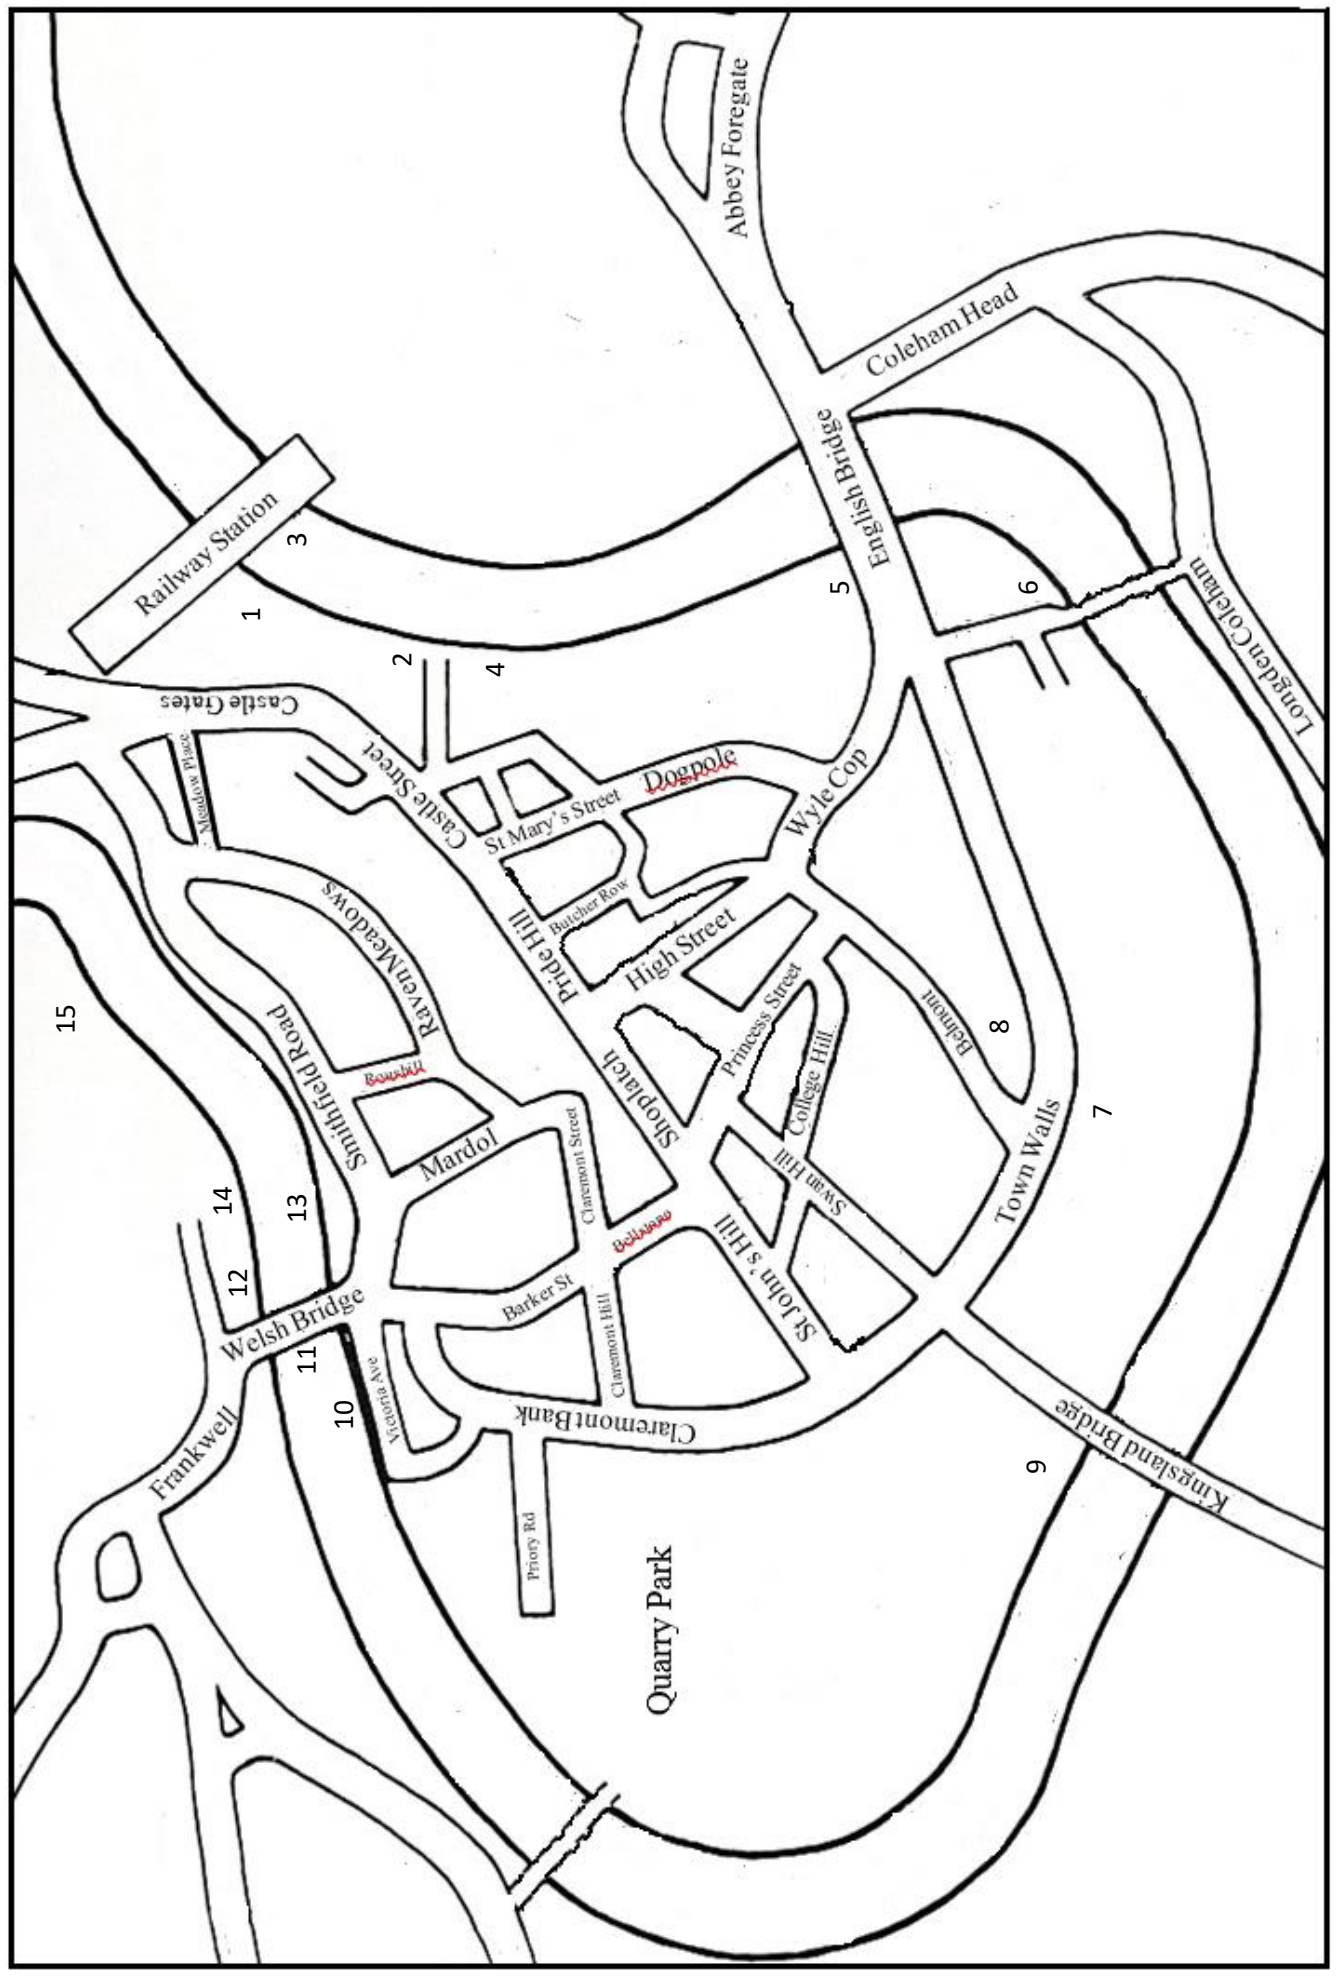 Abbey Foregate
Coleham Head
English Bridge
Railway Station
3
1
2
4
5
6
Longden Coleham
Castle Gates
Meadow Place
Castle Street
St Mary's Street
Dogpole
Wyle Cop
Butcher Row
Pride Hill
High Street
Raven Meadows
Smithfield Road
15
Mardol
Shoplatch
Princess Street
College Hill
Belmont
8
7
Town Walls
Swan Hill
St John's Hill
Claremont Street
Bellstone
Barker St
Claremont Hill
Claremont Bank
14
13
12
Welsh Bridge
11
10
Victoria Ave
Frankwell
Priory Rd
Quarry Park
9
Kingsland Bridge